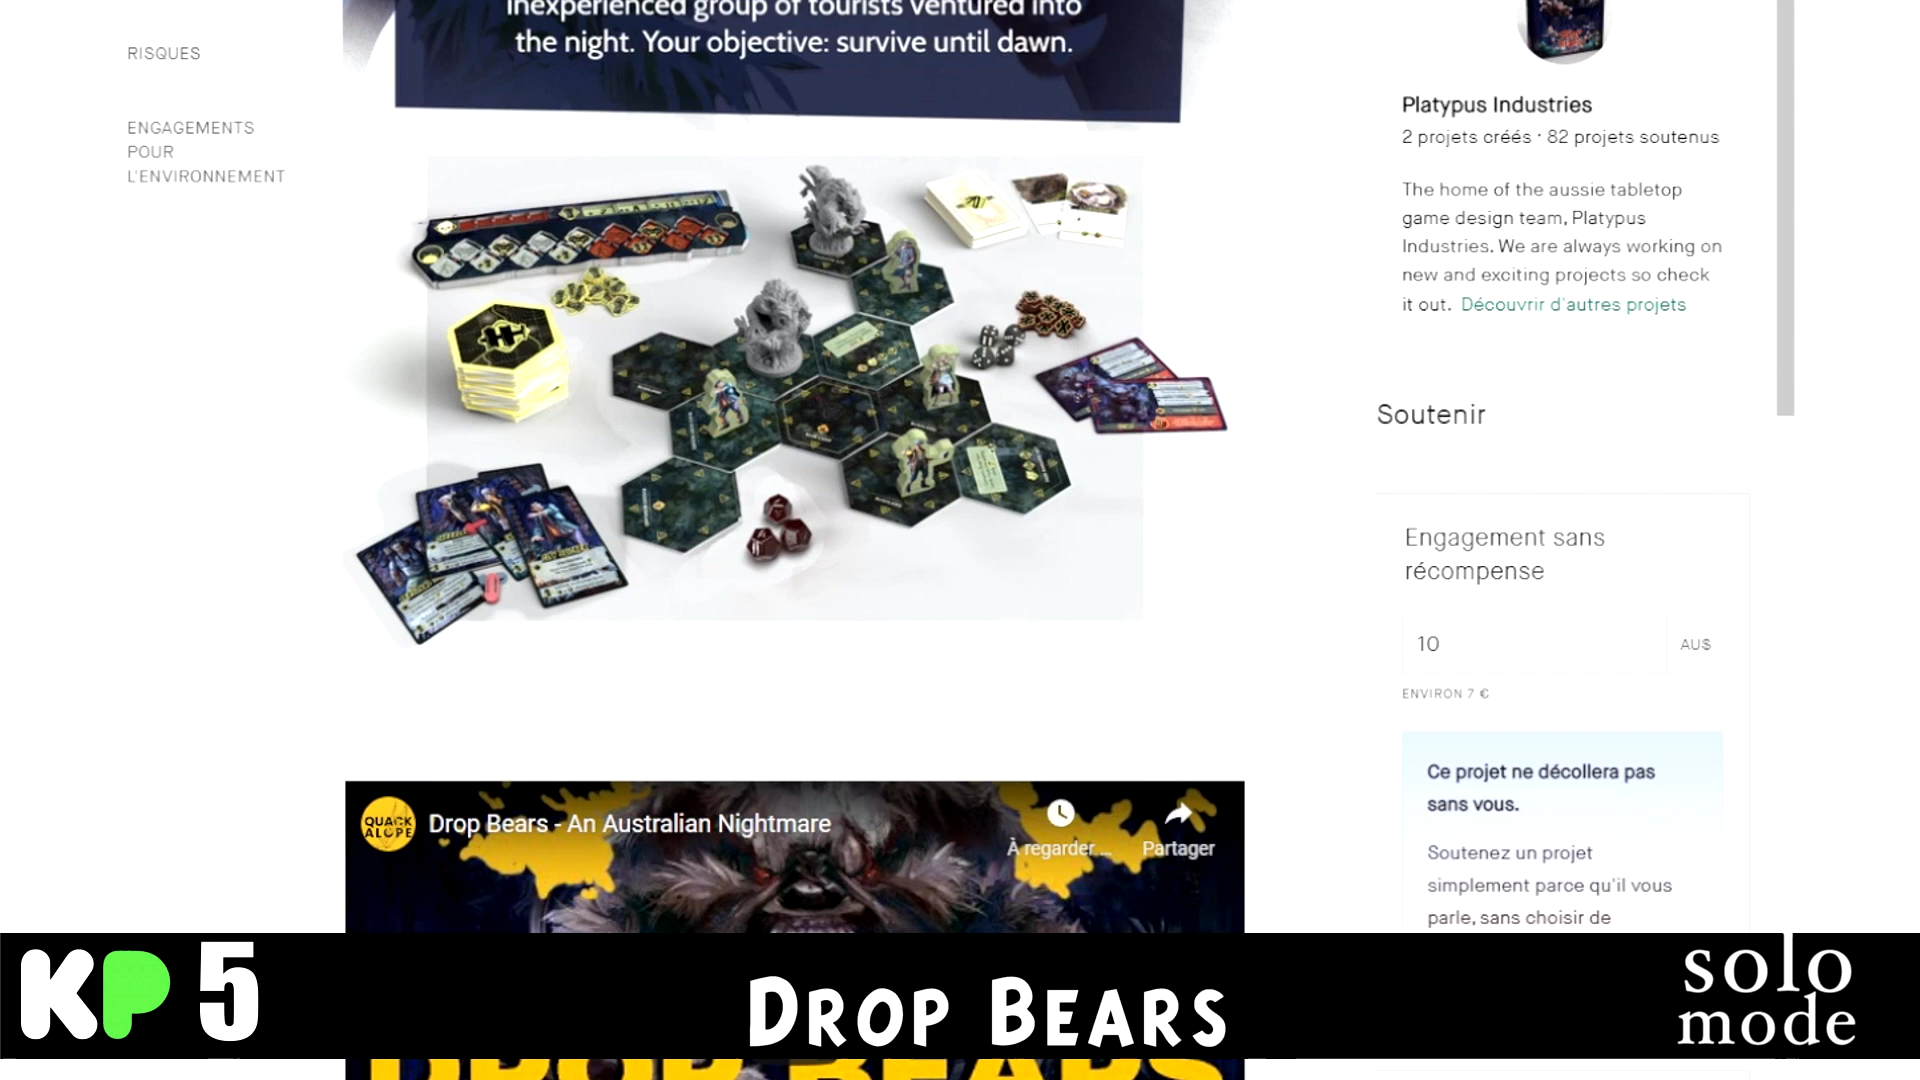 RISQUES
ENGAGEMENTS
POUR
L'ENVIRONNEMENT
inexperienced group of tourists ventured into
the night. Your objective: survive until dawn.
Platypus Industries
2 projets créés · 82 projets soutenus
The home of the aussie tabletop
game design team, Platypus
Industries. We are always working on
new and exciting projects so check
it out. Découvrir d'autres projets
Soutenir
Engagement sans
récompense
10
AU$
ENVIRON 7 €
Ce projet ne décollera pas
sans vous.
Soutenez un projet
simplement parce qu'il vous
parle, sans choisir de
QUACK
ALOPE
Drop Bears - An Australian Nightmare
À regarder ...
Partager
KP 5
DROP BEARS
solo
mode
DROP BEARS